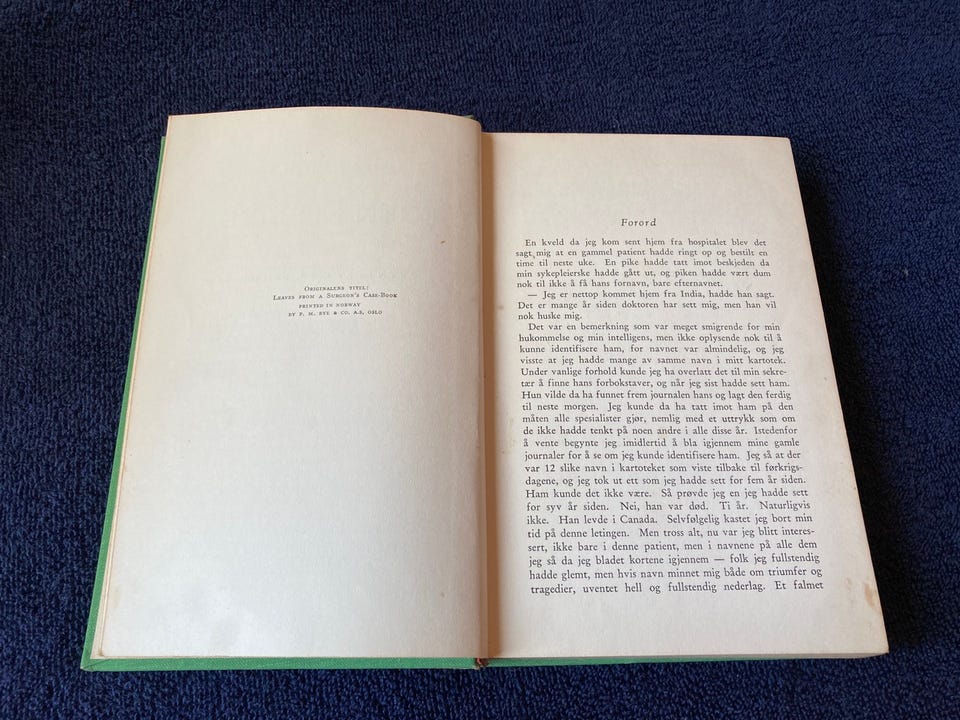 ORIGINALENS TITEL:
LEAVES FROM A SURGEON'S CASE-BOOK
PRINTED IN NORWAY
BY F. M. BYE & CO. A.S, OSLO
Forord
En kveld da jeg kom sent hjem fra hospitalet blev det
sagt mig at en gammel patient hadde ringt op og bestilt en
time til neste uke. En pike hadde tatt imot beskjeden da
min sykepleierske hadde gått ut, og piken hadde vært dum
nok til ikke å få hans fornavn, bare efternavnet.
— Jeg er nettop kommet hjem fra India, hadde han sagt.
Det er mange år siden doktoren har sett mig, men han vil
nok huske mig.
Det var en bemerkning som var meget smigrende for min
hukommelse og min intelligens, men ikke oplysende nok til å
kunne identifisere ham, for navnet var almindelig, og jeg
visste at jeg hadde mange av samme navn i mitt kartotek.
Under vanlige forhold kunde jeg ha overlatt det til min sekre-
tær å finne hans forbokstaver, og når jeg sist hadde sett ham.
Hun vilde da ha funnet frem journalen hans og lagt den ferdig
til neste morgen. Jeg kunde da ha tatt imot ham på den
måten alle spesialister gjør, nemlig med et uttrykk som om
de ikke hadde tenkt på noen andre i alle disse år. Istedenfor
å vente begynte jeg imidlertid å bla igjennem mine gamle
journaler for å se om jeg kunde identifisere ham. Jeg så at der
var 12 slike navn i kartoteket som viste tilbake til førkrigs-
dagene, og jeg tok ut ett som jeg hadde sett for fem år siden.
Ham kunde det ikke være. Så prøvde jeg en jeg hadde sett
for syv år siden. Nei, han var død. Ti år. Naturligvis
ikke. Han levde i Canada. Selvfølgelig kastet jeg bort min
tid på denne letingen. Men tross alt, nu var jeg blitt interes-
sert, ikke bare i denne patient, men i navnene på alle dem
jeg så da jeg bladet kortene igjennem — folk jeg fullstendig
hadde glemt, men hvis navn minnet mig både om triumfer og
tragedier, uventet hell og fullstendig nederlag. Et falmet